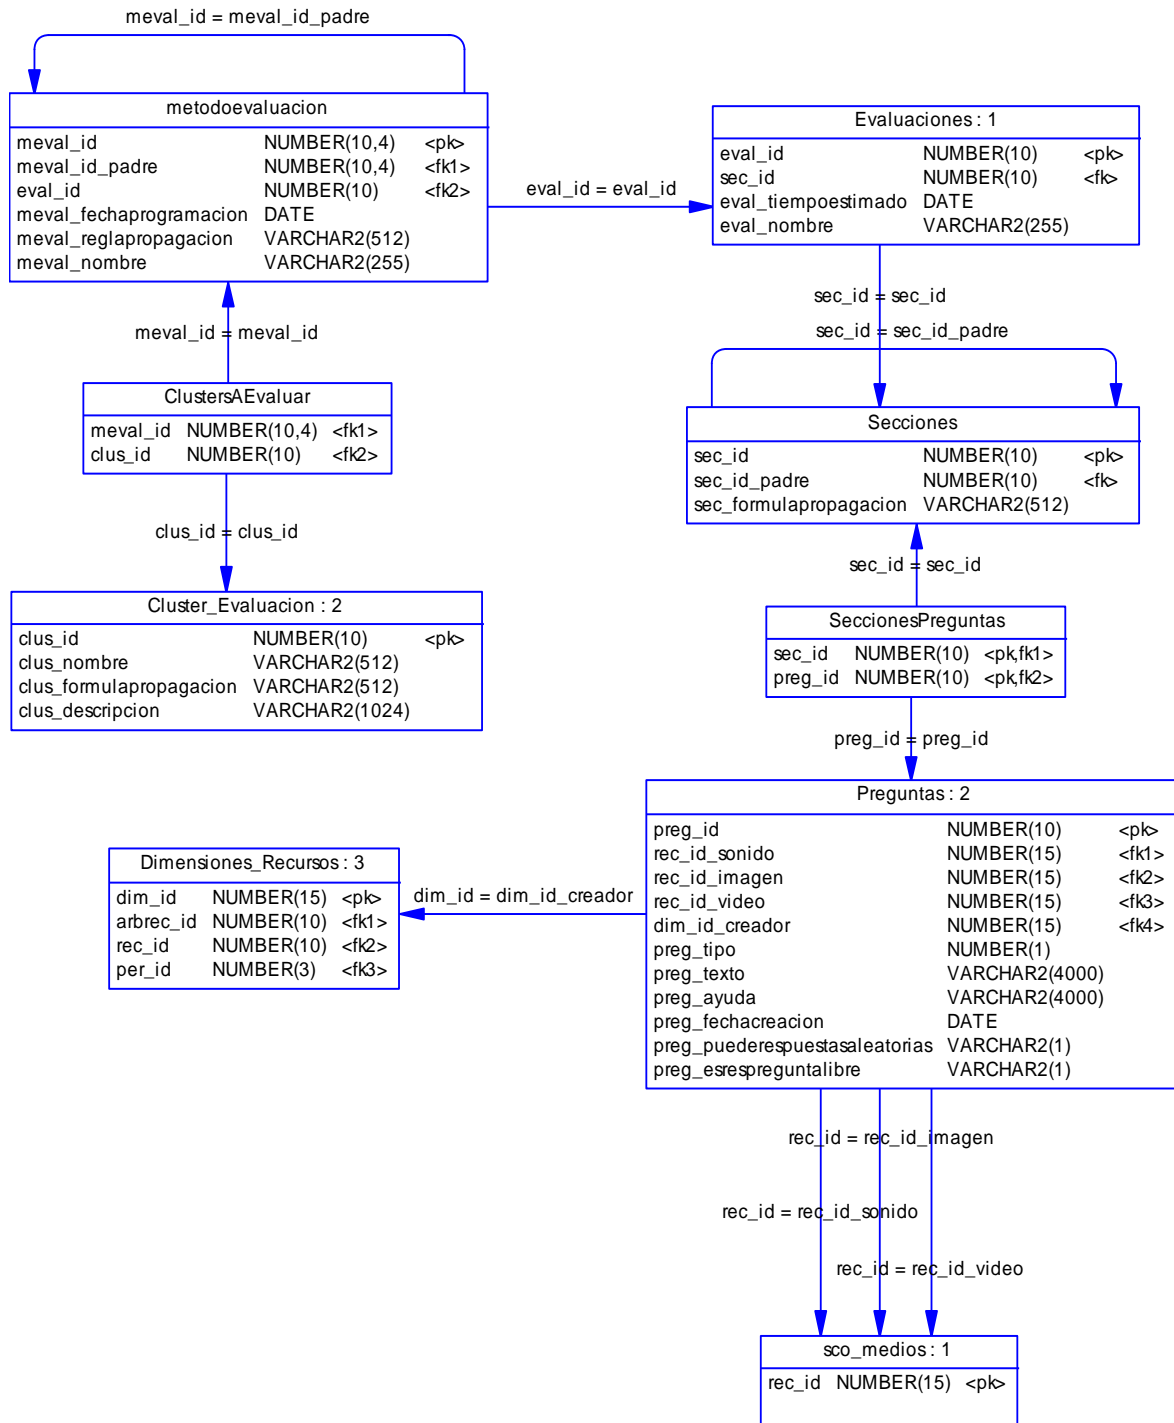 meval_id = meval_id_padre
metodoevaluacion
meval_id NUMBER(10,4) <pk>
meval_id_padre NUMBER(10,4) <fk1>
eval_id NUMBER(10) <fk2>
meval_fechaprogramacion DATE
meval_reglapropagacion VARCHAR2(512)
meval_nombre VARCHAR2(255)
eval_id = eval_id
Evaluaciones : 1
eval_id NUMBER(10) <pk>
sec_id NUMBER(10) <fk>
eval_tiempoestimado DATE
eval_nombre VARCHAR2(255)
sec_id = sec_id
sec_id = sec_id_padre
meval_id = meval_id
ClustersAEvaluar
meval_id NUMBER(10,4) <fk1>
clus_id NUMBER(10) <fk2>
Secciones
sec_id NUMBER(10) <pk>
sec_id_padre NUMBER(10) <fk>
sec_formulapropagacion VARCHAR2(512)
clus_id = clus_id
sec_id = sec_id
Cluster_Evaluacion : 2
clus_id NUMBER(10) <pk>
clus_nombre VARCHAR2(512)
clus_formulapropagacion VARCHAR2(512)
clus_descripcion VARCHAR2(1024)
SeccionesPreguntas
sec_id NUMBER(10) <pk,fk1>
preg_id NUMBER(10) <pk,fk2>
preg_id = preg_id
Preguntas : 2
preg_id NUMBER(10) <pk>
rec_id_sonido NUMBER(15) <fk1>
rec_id_imagen NUMBER(15) <fk2>
rec_id_video NUMBER(15) <fk3>
dim_id_creador NUMBER(15) <fk4>
preg_tipo NUMBER(1)
preg_texto VARCHAR2(4000)
preg_ayuda VARCHAR2(4000)
preg_fechacreacion DATE
preg_puederespuestasaleatorias VARCHAR2(1)
preg_esrespreguntalibre VARCHAR2(1)
dim_id = dim_id_creador
Dimensiones_Recursos : 3
dim_id NUMBER(15) <pk>
arbrec_id NUMBER(10) <fk1>
rec_id NUMBER(10) <fk2>
per_id NUMBER(3) <fk3>
rec_id = rec_id_imagen
rec_id = rec_id_sonido
rec_id = rec_id_video
sco_medios : 1
rec_id NUMBER(15) <pk>